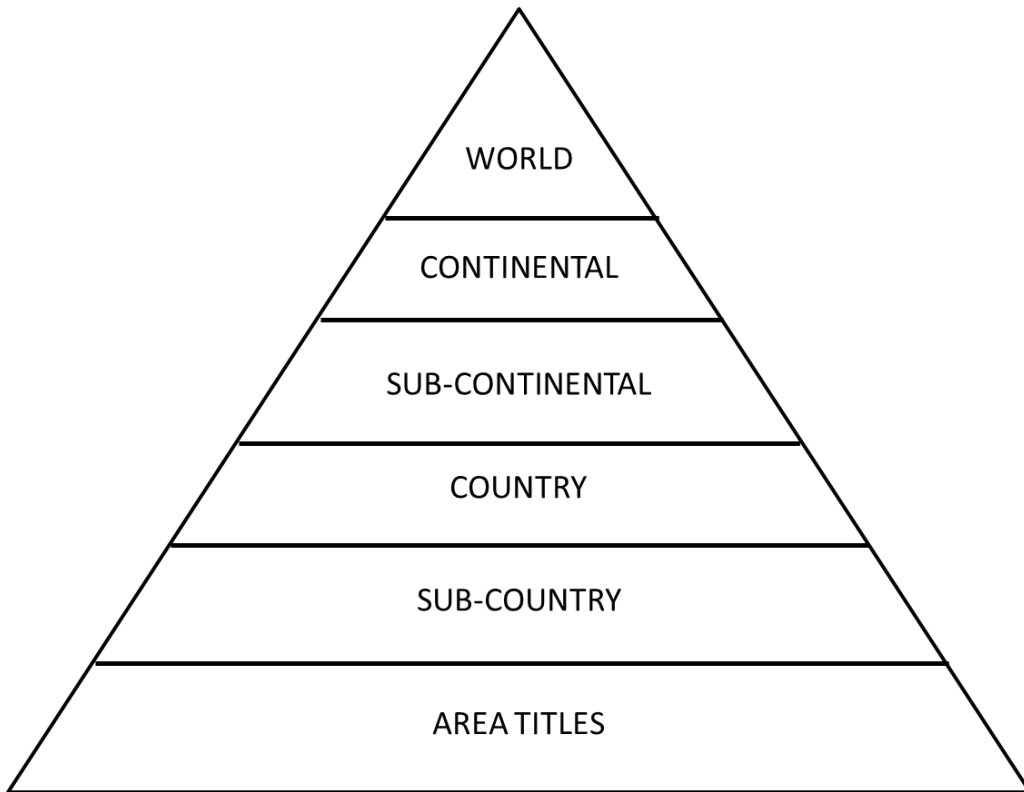 WORLD
CONTINENTAL
SUB-CONTINENTAL
COUNTRY
SUB-COUNTRY
AREA TITLES